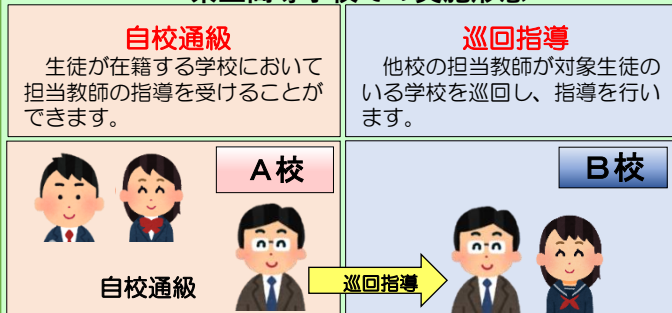 自校通級
生徒が在籍する学校において
担当教師の指導を受けることが
できます。
巡回指導
他校の担当教師が対象生徒の
いる学校を巡回し、指導を行い
ます。
A校
B校
自校通級
巡回指導